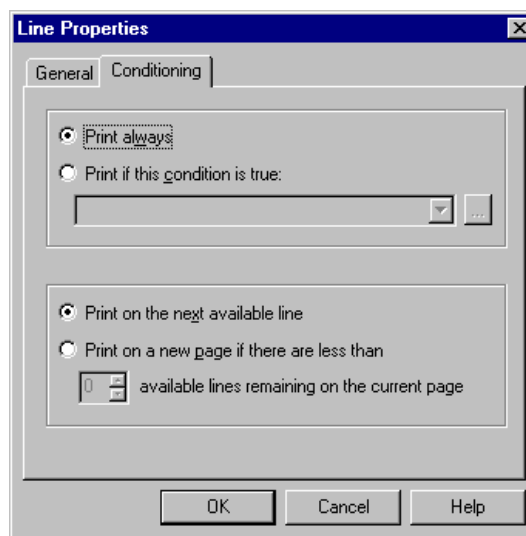 Line Properties
General Conditioning
Print always
Print if this condition is true:
...
Print on the next available line
Print on a new page if there are less than
0 available lines remaining on the current page
OK Cancel Help